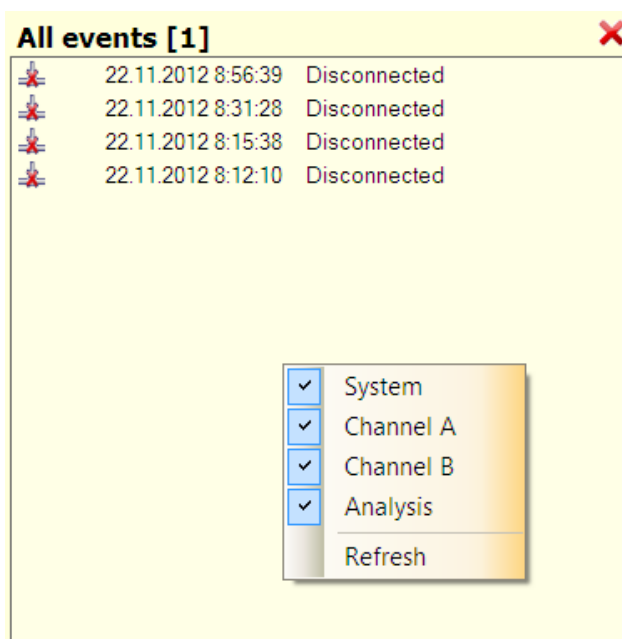 All events [1]
22.11.2012 8:56:39 Disconnected
22.11.2012 8:31:28 Disconnected
22.11.2012 8:15:38 Disconnected
22.11.2012 8:12:10 Disconnected
System
Channel A
Channel B
Analysis
Refresh